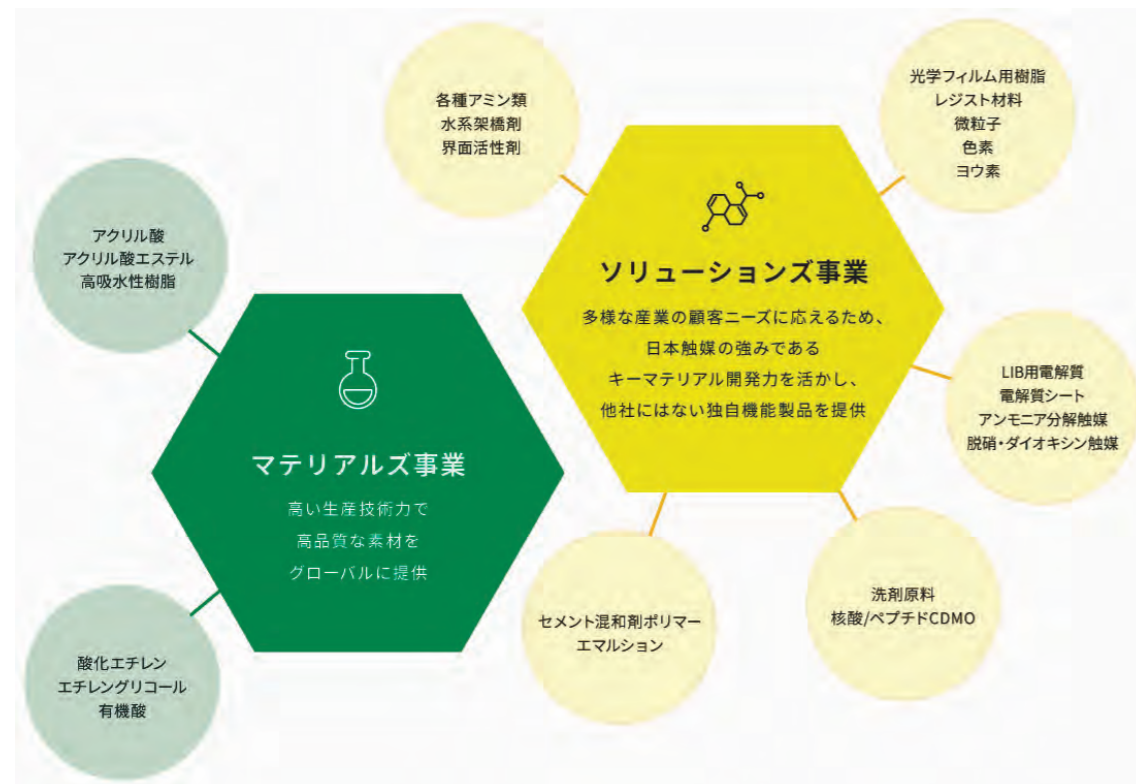 アクリル酸
アクリル酸エステル
高吸水性樹脂
マテリアルズ事業
高い生産技術力で
高品質な素材を
グローバルに提供
酸化エチレン
エチレングリコール
有機酸
各種アミン類
水系架橋剤
界面活性剤
光学フィルム用樹脂
レジスト材料
微粒子
色素
ヨウ素
ソリューションズ事業
多様な産業の顧客ニーズに応えるため、
日本触媒の強みである
キーマテリアル開発力を活かし、
他社にはない独自機能製品を提供
LIB用電解質
電解質シート
アンモニア分解触媒
脱硝・ダイオキシン触媒
セメント混和剤ポリマー
エマルション
洗剤原料
核酸/ペプチドCDMO